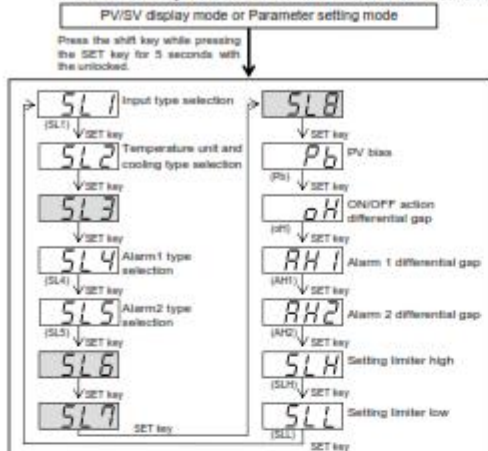 PV/SV display mode or Parameter setting mode
Press the shift key while pressing
the SET key for 5 seconds with
the unlocked.
SL1 Input type selection
(SL1)
SET key
SL2 Temperature unit and
cooling type selection
SET key
SL3
SET key
SL4 Alarm1 type
selection
(SL4)
SET key
SL5 Alarm2 type
selection
(SL5)
SET key
SL6
SET key
SL7
SET key
SL8
SET key
Pb PV bias
(Pb)
SET key
oH ON/OFF action
differential gap
(oH)
SET key
AH1 Alarm 1 differential gap
(AH1)
SET key
AH2 Alarm 2 differential gap
(AH2)
SET key
SLH Setting limiter high
(SLH)
SET key
SLL Setting limiter low
(SLL)
SET key